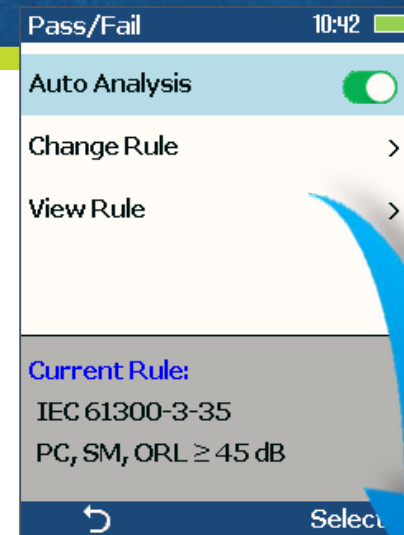 Pass/Fail 10:42
Auto Analysis
Change Rule >
View Rule >
Current Rule:
IEC 61300-3-35
PC, SM, ORL ≥ 45 dB
Select